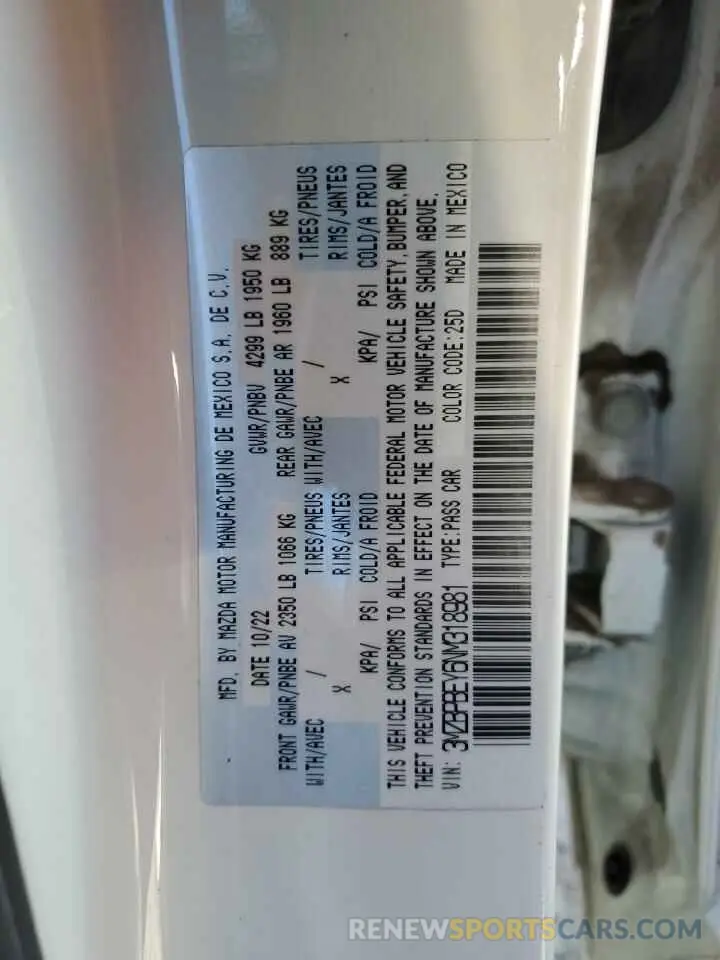 MFD. BY MAZDA MOTOR MANUFACTURING DE MEXICO S.A. DE C.V.
DATE 10/22 GVWR/PNBV 4299 LB 1950 KG
FRONT GAWR/PNBE AV 2350 LB 1066 KG REAR GAWR/PNBE AR 1960 LB 889 KG
WITH/AVEC / TIRES/PNEUS WITH/AVEC / TIRES/PNEUS
X RIMS/JANTES X RIMS/JANTES
KPA/ PSI COLD/A FROID KPA/ PSI COLD/A FROID
THIS VEHICLE CONFORMS TO ALL APPLICABLE FEDERAL MOTOR VEHICLE SAFETY, BUMPER, AND
THEFT PREVENTION STANDARDS IN EFFECT ON THE DATE OF MANUFACTURE SHOWN ABOVE.
VIN: 3MZBPBEY6NM318981 TYPE:PASS CAR COLOR CODE:25D MADE IN MEXICO
RENEWSPORTSCARS.COM